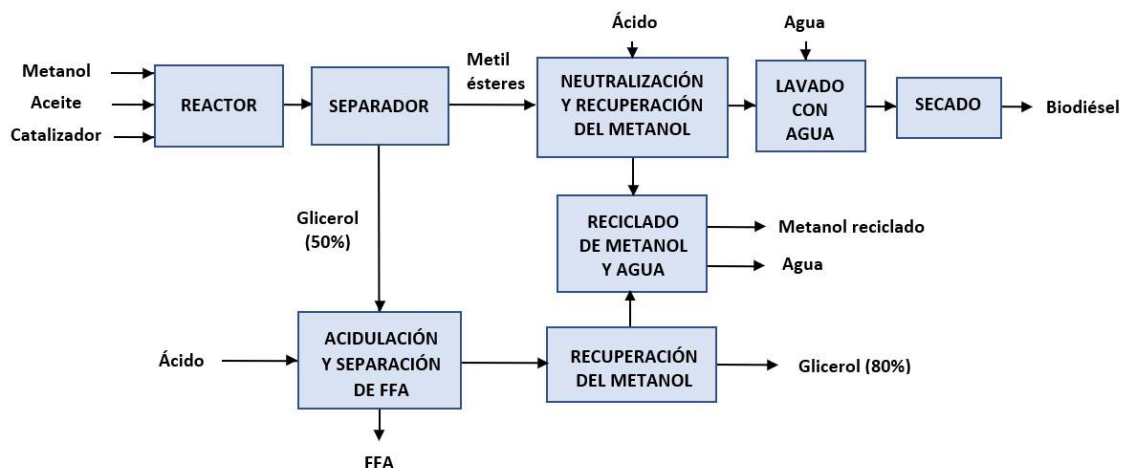 Metanol
Aceite
Catalizador
REACTOR
SEPARADOR
Metil
ésteres
Ácido
NEUTRALIZACIÓN
Y RECUPERACIÓN
DEL METANOL
Agua
LAVADO
CON
AGUA
SECADO
Biodiésel
Glicerol
(50%)
RECICLADO
DE METANOL
Y AGUA
Metanol reciclado
Agua
Ácido
ACIDULACIÓN
Y SEPARACIÓN
DE FFA
RECUPERACIÓN
DEL METANOL
Glicerol (80%)
FFA